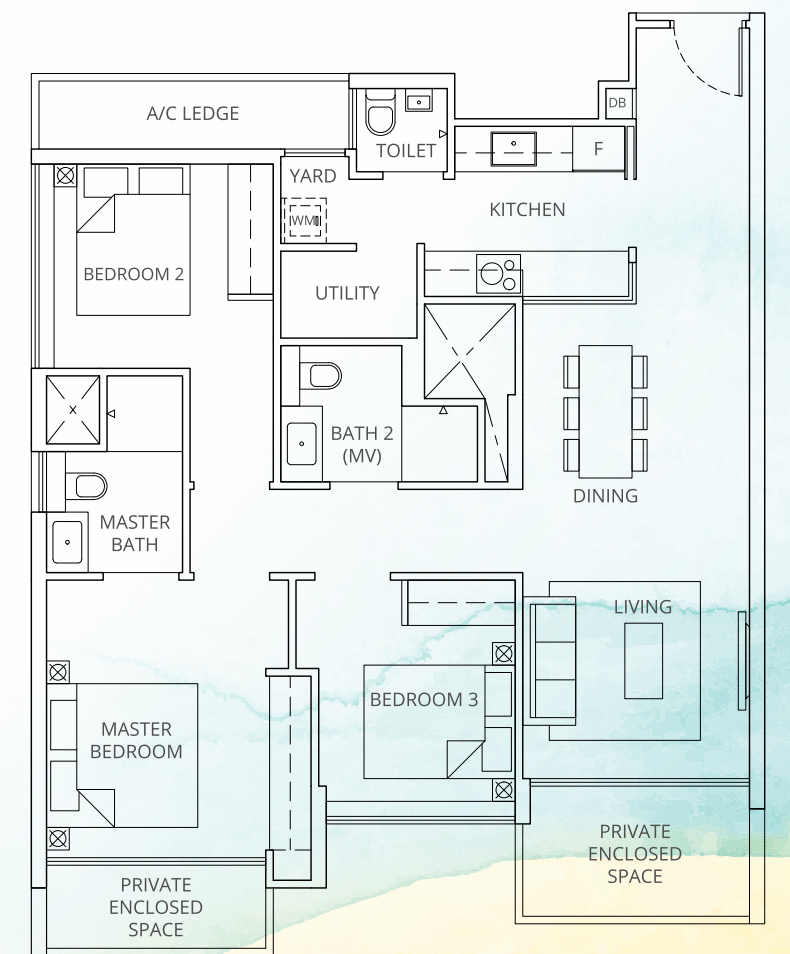 DB
A/C LEDGE
TOILET
F
YARD
WM
KITCHEN
BEDROOM 2
UTILITY
X
BATH 2
(MV)
DINING
MASTER
BATH
LIVING
BEDROOM 3
MASTER
BEDROOM
PRIVATE
ENCLOSED
SPACE
PRIVATE
ENCLOSED
SPACE